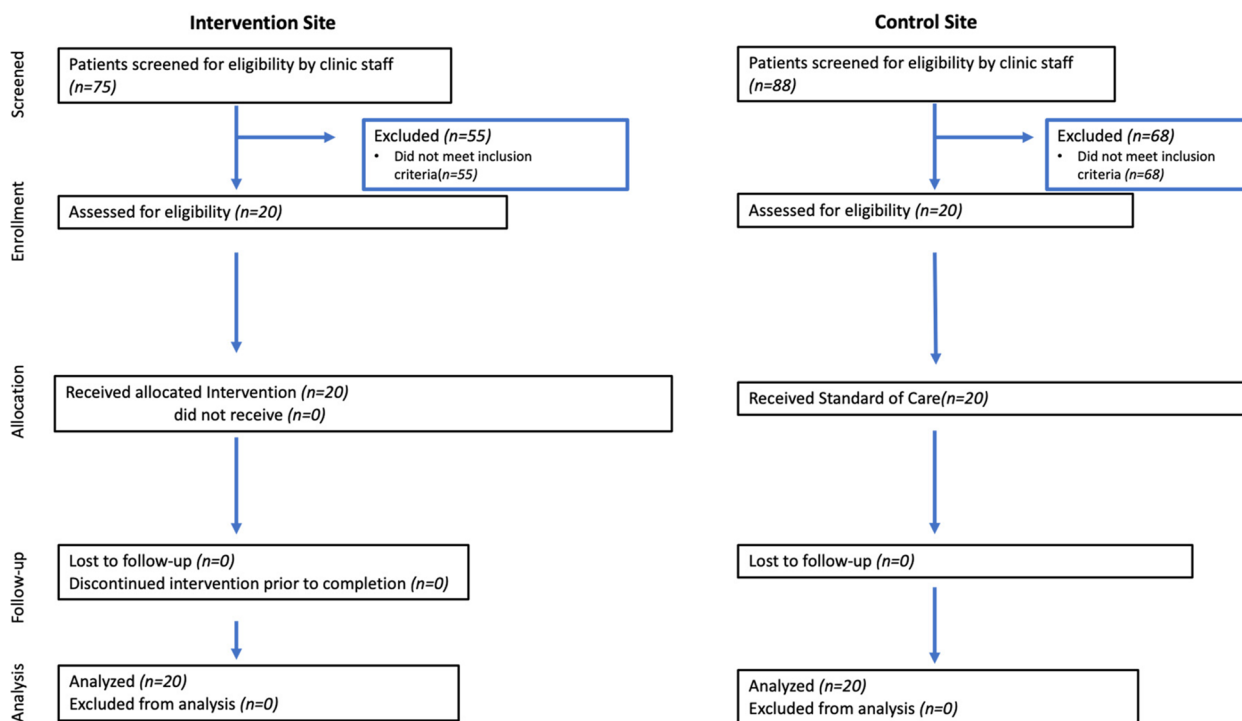 Intervention Site
Control Site
Screened
Patients screened for eligibility by clinic staff
(n=75)
Patients screened for eligibility by clinic staff
(n=88)
Excluded (n=55)
• Did not meet inclusion
criteria(n=55)
Excluded (n=68)
• Did not meet inclusion
criteria (n=68)
Enrollment
Assessed for eligibility (n=20)
Assessed for eligibility (n=20)
Allocation
Received allocated Intervention (n=20)
did not receive (n=0)
Received Standard of Care(n=20)
Follow-up
Lost to follow-up (n=0)
Discontinued intervention prior to completion (n=0)
Lost to follow-up (n=0)
Analysis
Analyzed (n=20)
Excluded from analysis (n=0)
Analyzed (n=20)
Excluded from analysis (n=0)